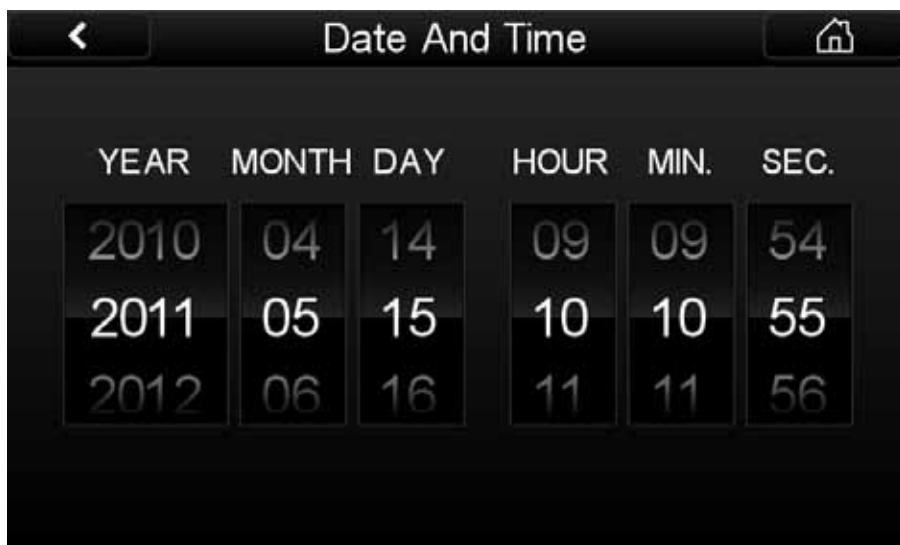 Date And Time
YEAR MONTH DAY HOUR MIN. SEC.
2010 04 14 09 09 54
2011 05 15 10 10 55
2012 06 16 11 11 56